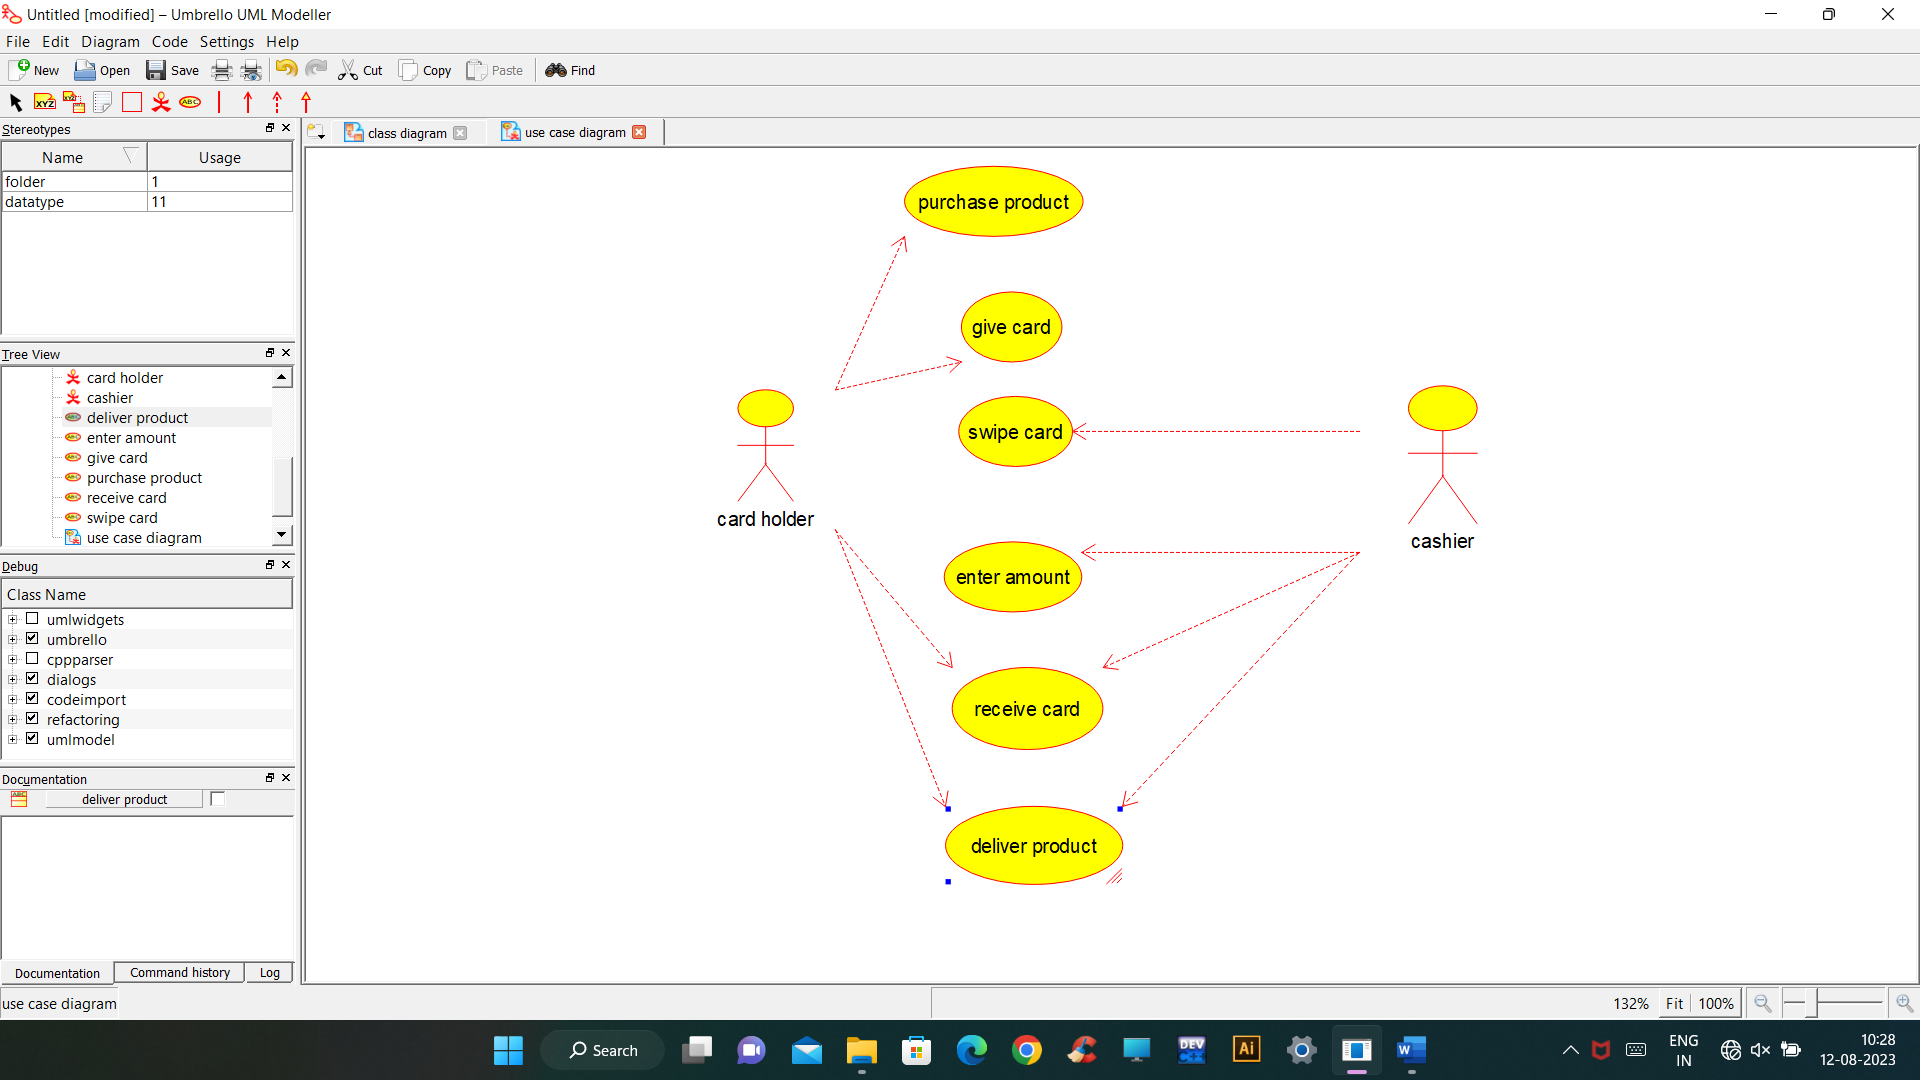 Untitled [modified] – Umbrello UML Modeller
File Edit Diagram Code Settings Help
New Open Save Cut Copy Paste Find
XYZ XYZ ABC
Stereotypes
class diagram
use case diagram
Name Usage
folder 1
datatype 11
Tree View
card holder
cashier
deliver product
enter amount
give card
purchase product
receive card
swipe card
use case diagram
Debug
Class Name
umlwidgets
umbrello
cppparser
dialogs
codeimport
refactoring
umlmodel
Documentation
deliver product
Documentation Command history Log
purchase product
give card
swipe card
card holder
cashier
enter amount
receive card
deliver product
use case diagram
132% Fit 100%
Search
DEV
C++
Ai
W
ENG
IN
10:28
12-08-2023